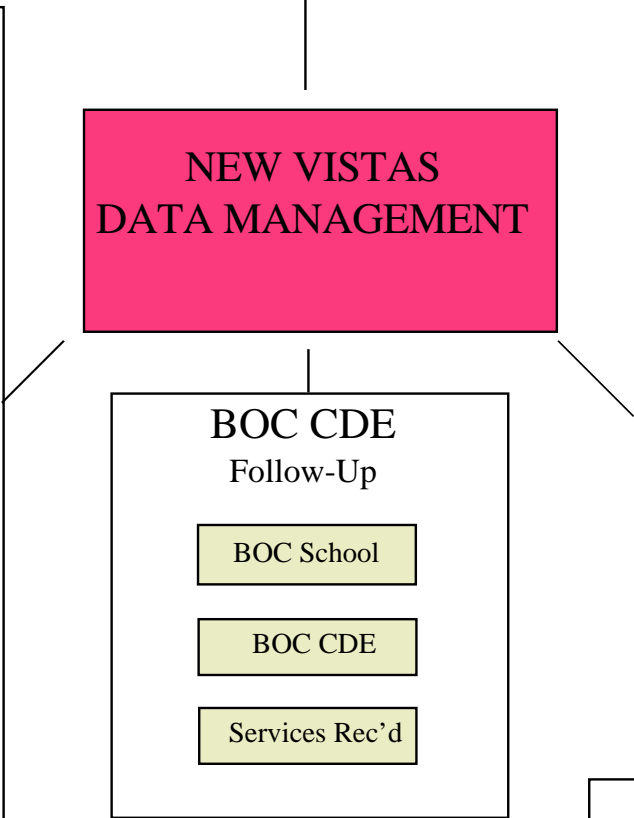 NEW VISTAS
DATA MANAGEMENT
BOC CDE
Follow-Up
BOC School
BOC CDE
Services Rec’d